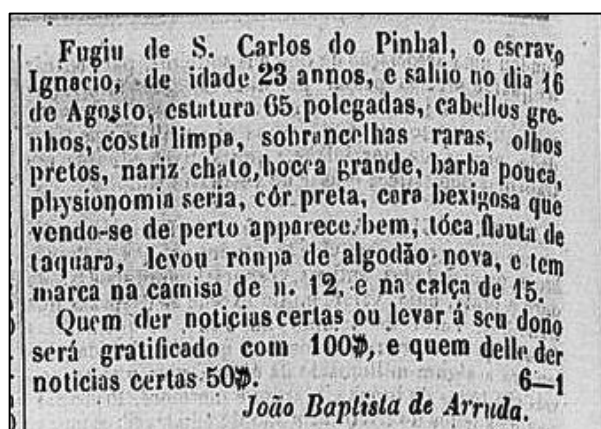 Fugiu de S. Carlos do Pinhal, o escravo
Ignacio, de idade 23 annos, e sahio no dia 16
de Agosto, estatura 65 polegadas, cabellos gre-
nhos, costa limpa, sobrancelhas raras, olhos
pretos, nariz chato, bocca grande, barba pouca,
physionomia seria, côr preta, cara bexigosa que
vendo-se de perto apparece bem, tóca flauta de
taquara, levou roupa de algodão nova, e tem
marca na camisa de n. 12, e na calça de 15.
Quem der noticias certas ou levar á seu dono
será gratificado com 100$, e quem delle der
noticias certas 50$. 6—1
João Baptista de Arruda.